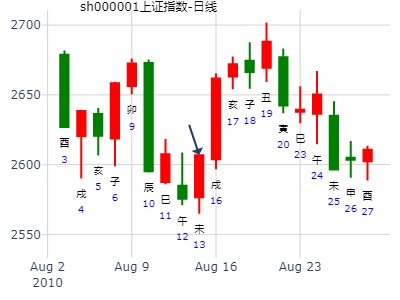 sh000001上证指数-日线
2700
2650
2600
2550
酉
3
戌
4
亥
5
子
6
卯
9
辰
10
巳
11
午
12
未
13
戌
16
亥
17
子
18
丑
19
寅
20
巳
23
午
24
未
25
申
26
酉
27
Aug 2
2010
Aug 9
Aug 16
Aug 23